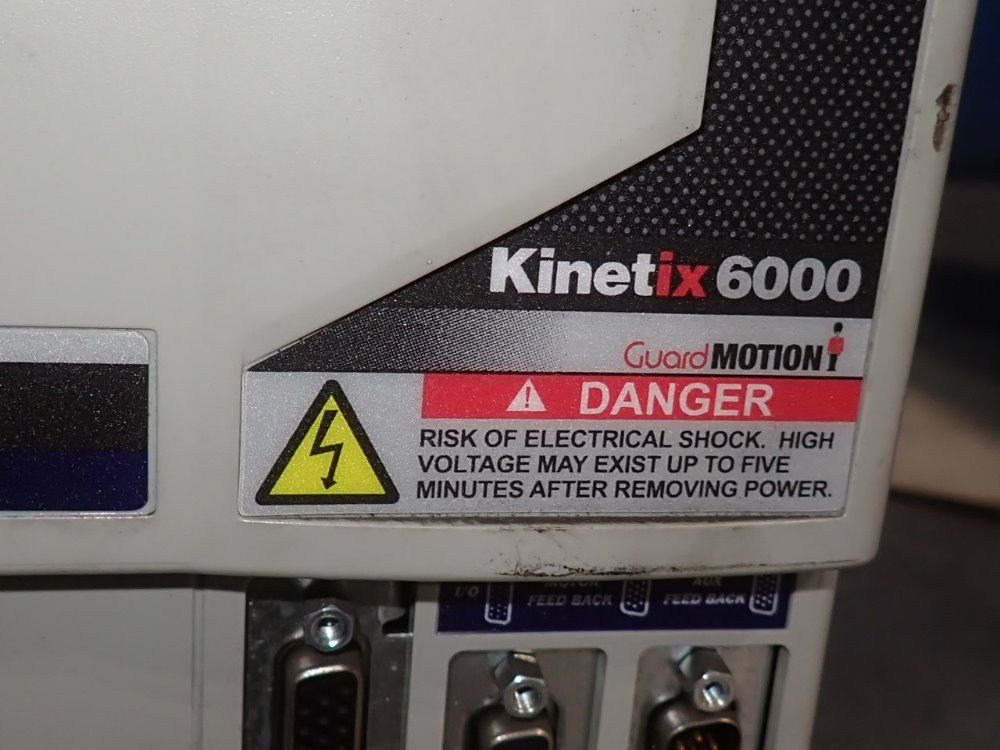 Kinetix 6000
GuardMOTION
DANGER
RISK OF ELECTRICAL SHOCK. HIGH
VOLTAGE MAY EXIST UP TO FIVE
MINUTES AFTER REMOVING POWER.
I/O
MOTOR
FEED BACK
AUX
FEED BACK